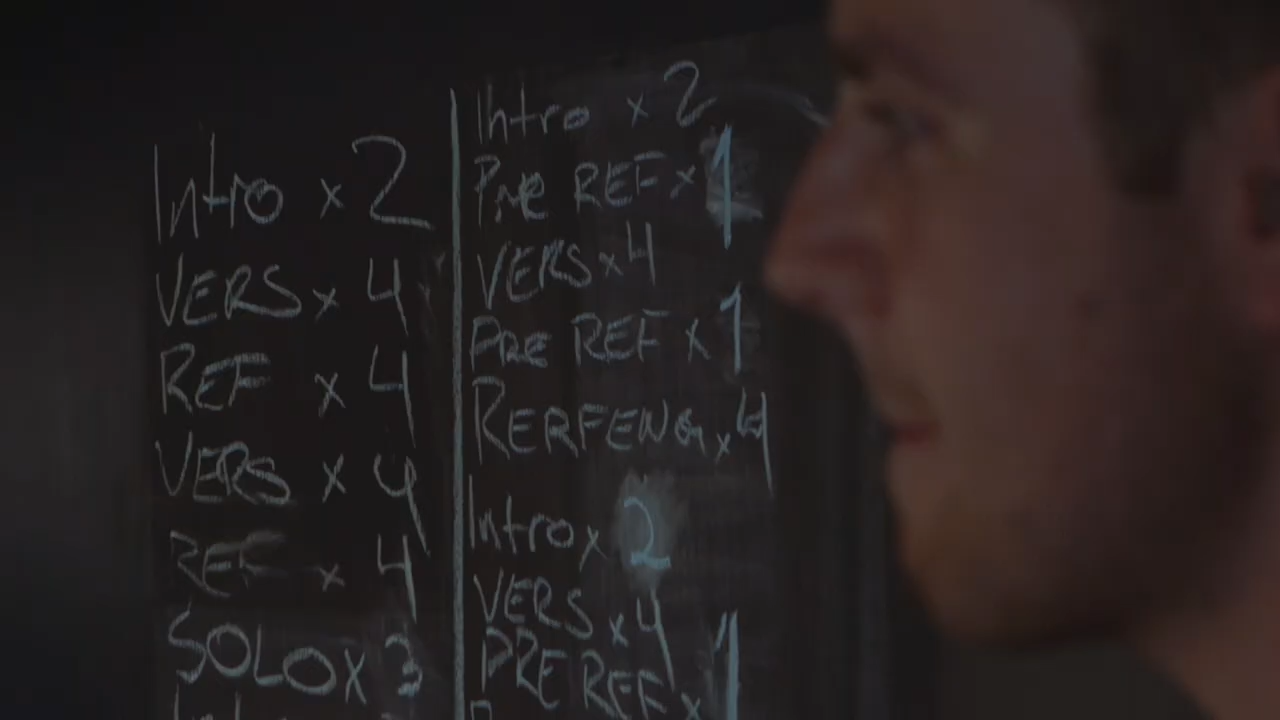 Intro x 2
VERS x 4
REF x 4
VERS x 4
REF x 4
SOLO x 3
Intro x 2
PRE REF x 1
VERS x 4
PRE REF x 1
RERFENG x 4
Intro x 2
VERS x 4
PRE REF x 1